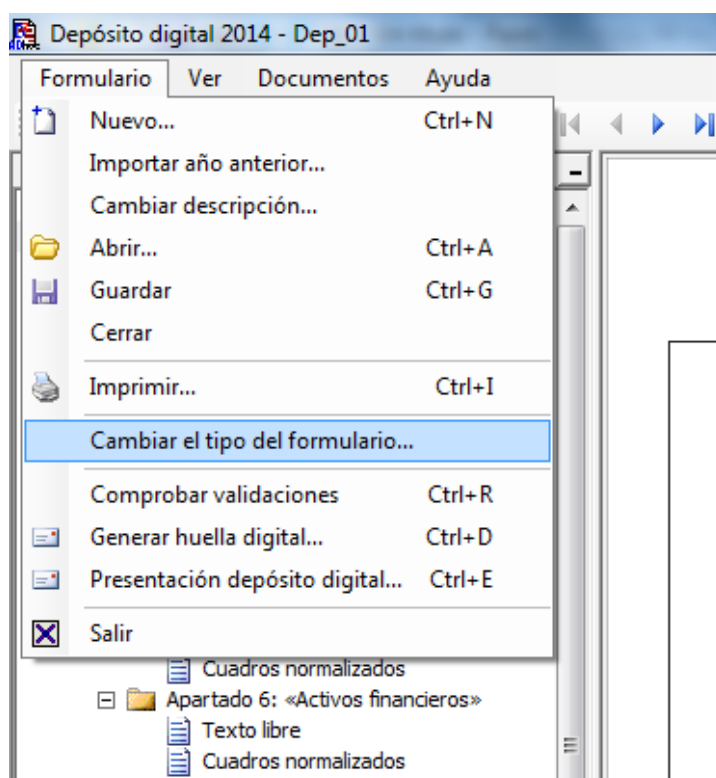 Depósito digital 2014 - Dep_01
Formulario Ver Documentos Ayuda
Nuevo... Ctrl+N
Importar año anterior...
Cambiar descripción...
Abrir... Ctrl+A
Guardar Ctrl+G
Cerrar
Imprimir... Ctrl+I
Cambiar el tipo del formulario...
Comprobar validaciones Ctrl+R
Generar huella digital... Ctrl+D
Presentación depósito digital... Ctrl+E
Salir
Cuadros normalizados
Apartado 6: «Activos financieros»
Texto libre
Cuadros normalizados